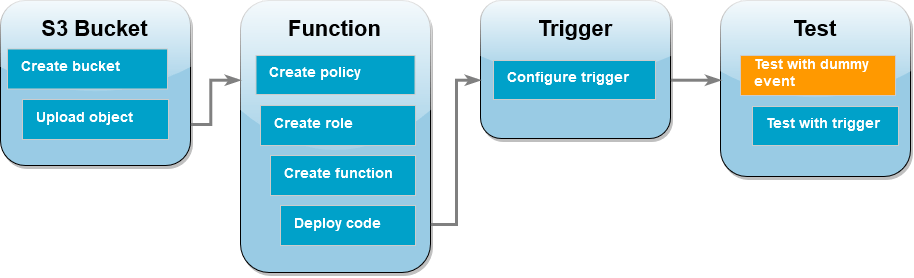 S3 Bucket
Create bucket
Upload object
Function
Create policy
Create role
Create function
Deploy code
Trigger
Configure trigger
Test
Test with dummy
event
Test with trigger